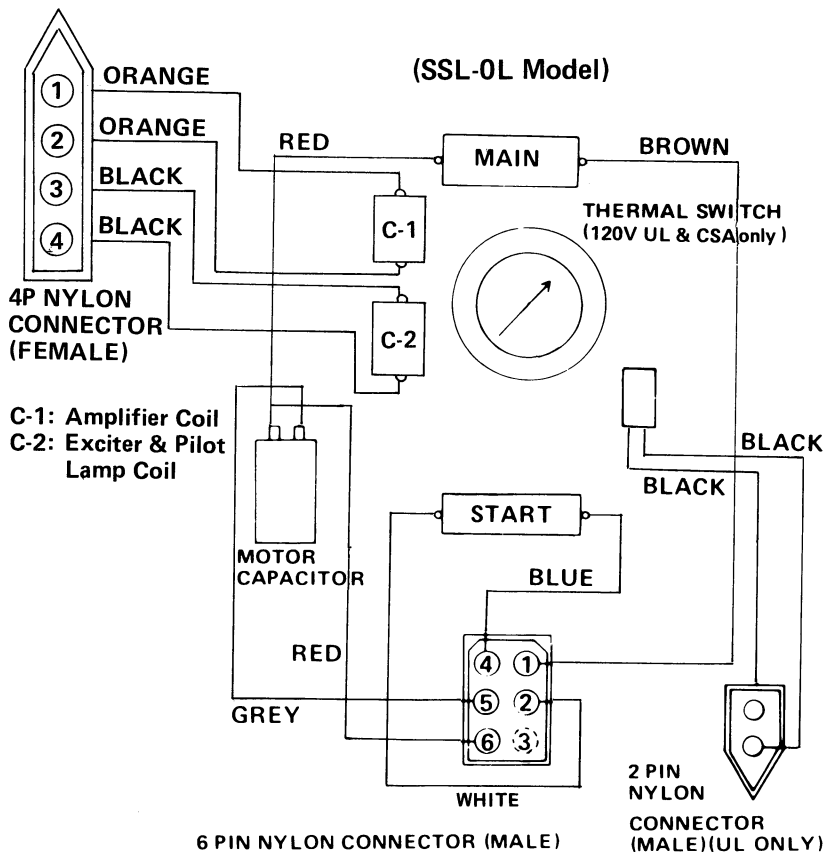 (SSL-OL Model)
1
ORANGE
2
ORANGE
3
BLACK
4
BLACK
4P NYLON
CONNECTOR
(FEMALE)
C-1
C-2
C-1: Amplifier Coil
C-2: Exciter & Pilot
Lamp Coil
RED
MAIN
BROWN
THERMAL SWITCH
(120V UL & CSA only)
MOTOR
CAPACITOR
START
BLUE
BLACK
BLACK
RED
GREY
4
1
5
2
6
3
WHITE
6 PIN NYLON CONNECTOR (MALE)
2 PIN
NYLON
CONNECTOR
(MALE)(UL ONLY)